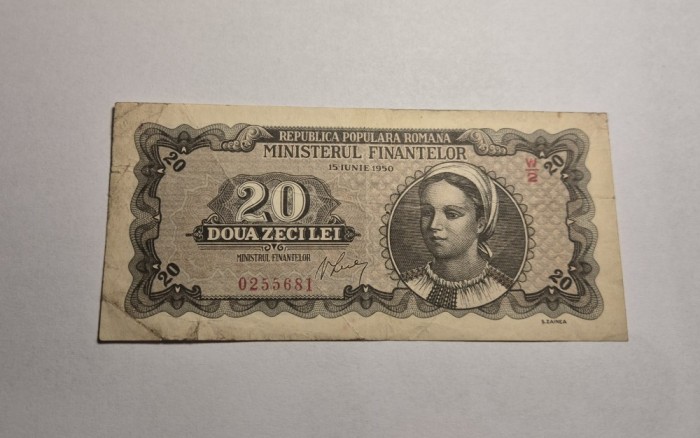 REPUBLICA POPULARA ROMANA
MINISTERUL FINANTELOR
15 IUNIE 1950
20
20
20
DOUA ZECI LEI
MINISTRUL FINANTELOR
0255681
20
20
S. ZAINEA